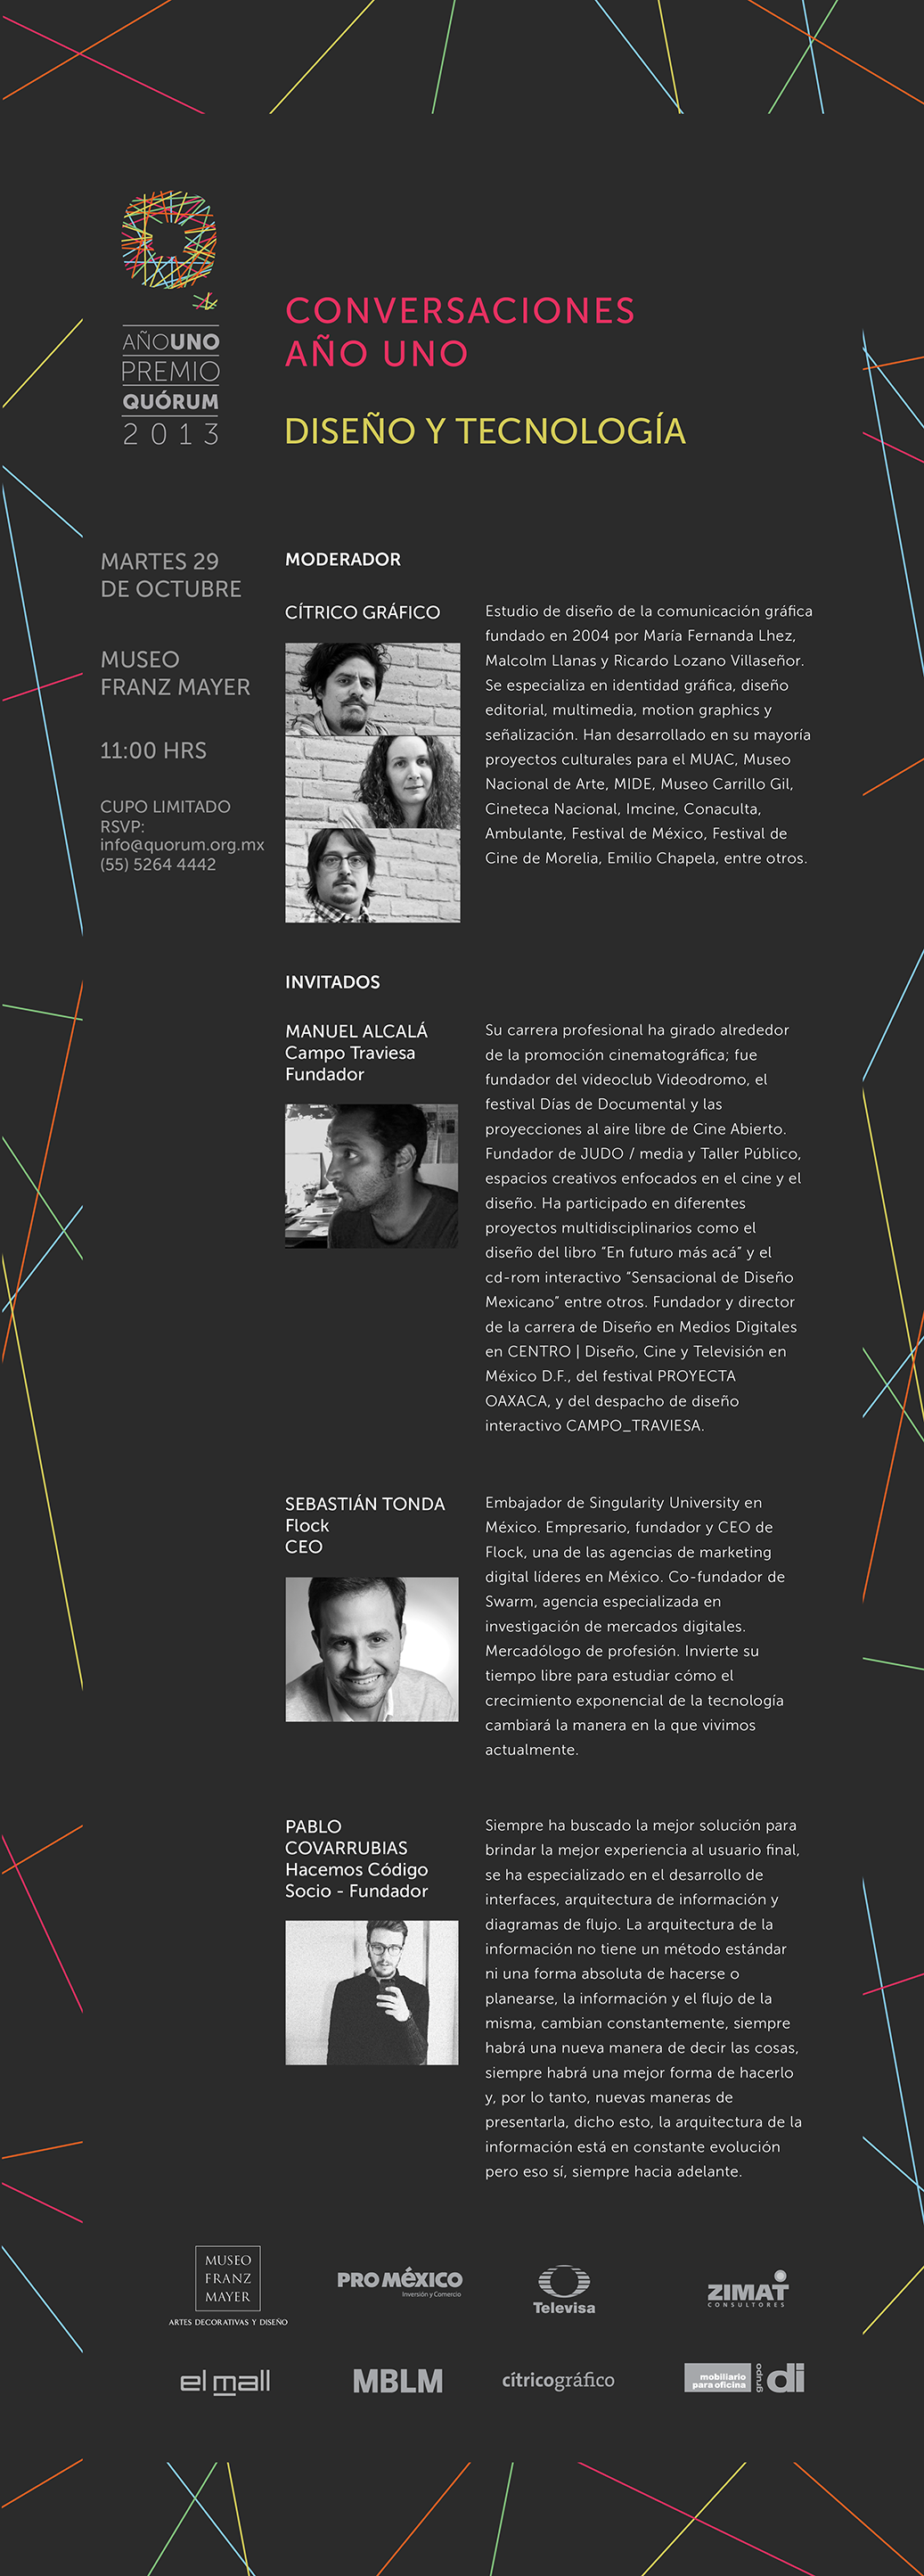 AÑOUNO
PREMIO
QUÓRUM
2013
CONVERSACIONES
AÑO UNO
DISEÑO Y TECNOLOGÍA
MARTES 29
DE OCTUBRE
MUSEO
FRANZ MAYER
11:00 HRS
CUPO LIMITADO
RSVP:
info@quorum.org.mx
(55) 5264 4442
MODERADOR
CÍTRICO GRÁFICO
Estudio de diseño de la comunicación gráfica
fundado en 2004 por María Fernanda Lhez,
Malcolm Llanas y Ricardo Lozano Villaseñor.
Se especializa en identidad gráfica, diseño
editorial, multimedia, motion graphics y
señalización. Han desarrollado en su mayoría
proyectos culturales para el MUAC, Museo
Nacional de Arte, MIDE, Museo Carrillo Gil,
Cineteca Nacional, Imcine, Conaculta,
Ambulante, Festival de México, Festival de
Cine de Morelia, Emilio Chapela, entre otros.
INVITADOS
MANUEL ALCALÁ
Campo Traviesa
Fundador
Su carrera profesional ha girado alrededor
de la promoción cinematográfica; fue
fundador del videoclub Videodromo, el
festival Días de Documental y las
proyecciones al aire libre de Cine Abierto.
Fundador de JUDO / media y Taller Público,
espacios creativos enfocados en el cine y el
diseño. Ha participado en diferentes
proyectos multidisciplinarios como el
diseño del libro “En futuro más acá” y el
cd-rom interactivo “Sensacional de Diseño
Mexicano” entre otros. Fundador y director
de la carrera de Diseño en Medios Digitales
en CENTRO | Diseño, Cine y Televisión en
México D.F., del festival PROYECTA
OAXACA, y del despacho de diseño
interactivo CAMPO_TRAVIESA.
SEBASTIÁN TONDA
Flock
CEO
Embajador de Singularity University en
México. Empresario, fundador y CEO de
Flock, una de las agencias de marketing
digital líderes en México. Co-fundador de
Swarm, agencia especializada en
investigación de mercados digitales.
Mercadólogo de profesión. Invierte su
tiempo libre para estudiar cómo el
crecimiento exponencial de la tecnología
cambiará la manera en la que vivimos
actualmente.
PABLO
COVARRUBIAS
Hacemos Código
Socio - Fundador
Siempre ha buscado la mejor solución para
brindar la mejor experiencia al usuario final,
se ha especializado en el desarrollo de
interfaces, arquitectura de información y
diagramas de flujo. La arquitectura de la
información no tiene un método estándar
ni una forma absoluta de hacerse o
planearse, la información y el flujo de la
misma, cambian constantemente, siempre
habrá una nueva manera de decir las cosas,
siempre habrá una mejor forma de hacerlo
y, por lo tanto, nuevas maneras de
presentarla, dicho esto, la arquitectura de la
información está en constante evolución
pero eso sí, siempre hacia adelante.
MUSEO
FRANZ
MAYER
ARTES DECORATIVAS Y DISEÑO
PROMÉXICO
Inversión y Comercio
Televisa
ZIMAT
CONSULTORES
el mall
MBLM
cítricográfico
mobiliario
para oficina
grupo
di